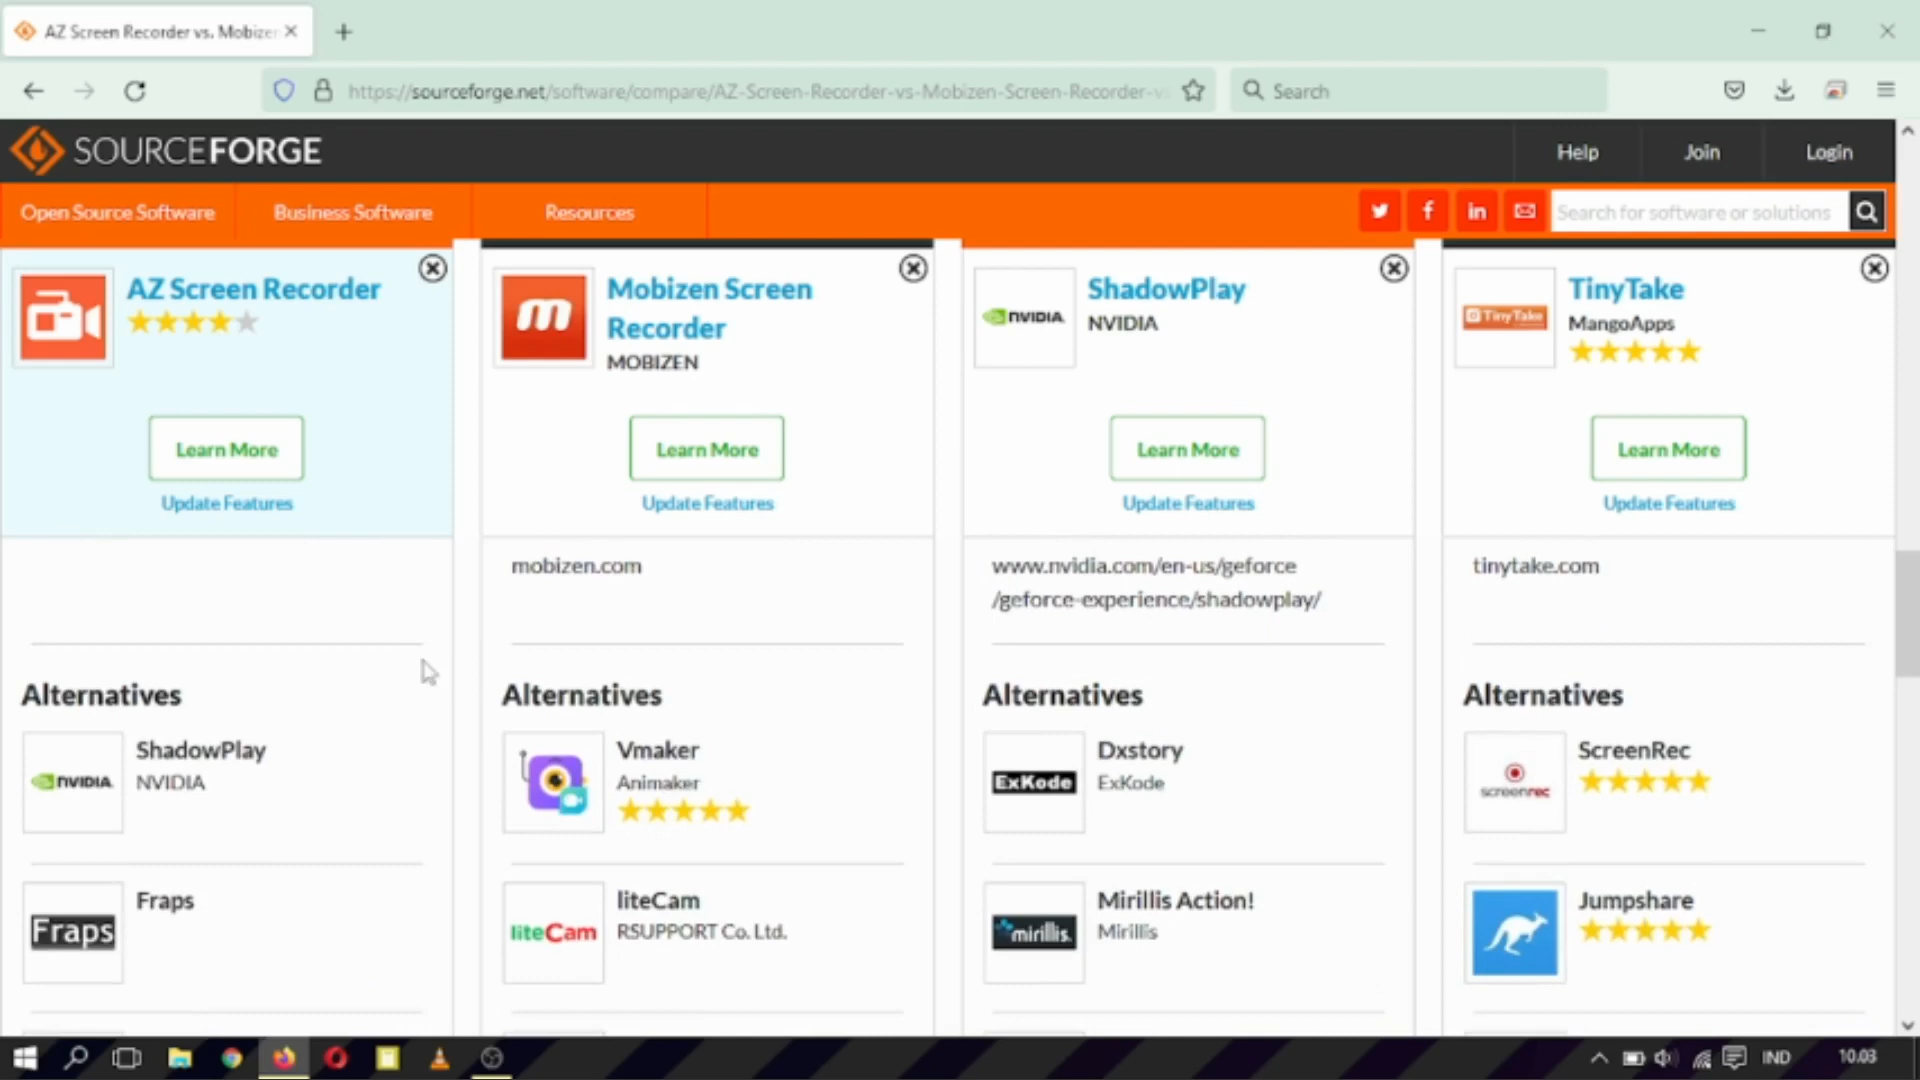 AZ Screen Recorder vs. Mobizen
https://sourceforge.net/software/compare/AZ-Screen-Recorder-vs-Mobizen-Screen-Recorder-v
Search
SOURCEFORGE
Help
Join
Login
Open Source Software
Business Software
Resources
Search for software or solutions
AZ Screen Recorder
Learn More
Update Features
m
Mobizen Screen
Recorder
MOBIZEN
Learn More
Update Features
NVIDIA
ShadowPlay
NVIDIA
Learn More
Update Features
TinyTake
TinyTake
MangoApps
Learn More
Update Features
mobizen.com
www.nvidia.com/en-us/geforce
/geforce-experience/shadowplay/
tinytake.com
Alternatives
NVIDIA
ShadowPlay
NVIDIA
Fraps
Fraps
Alternatives
Vmaker
Animaker
liteCam
liteCam
RSUPPORT Co. Ltd.
Alternatives
ExKode
Dxstory
ExKode
mirillis
Mirillis Action!
Mirillis
Alternatives
screenrec
ScreenRec
Jumpshare
IND
10.03